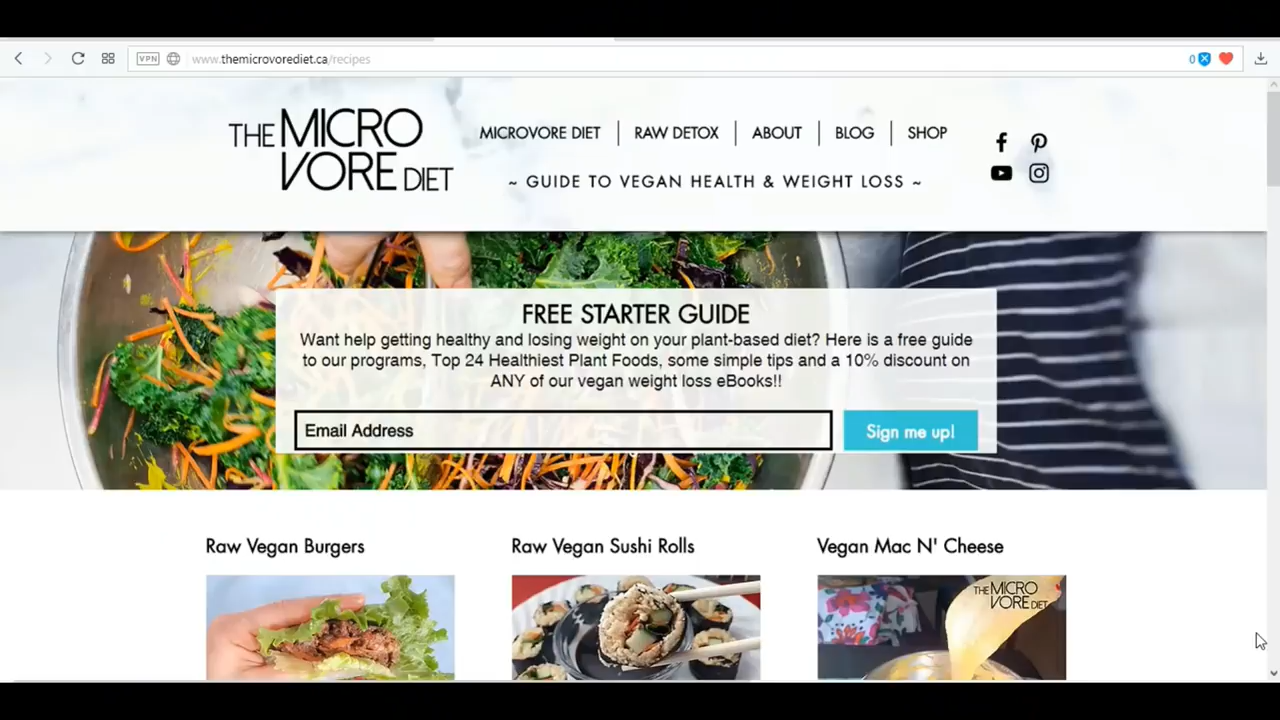 VPN
www.themicrovorediet.ca/recipes
0
THE MICRO
VORE DIET
MICROVORE DIET
RAW DETOX
ABOUT
BLOG
SHOP
~ GUIDE TO VEGAN HEALTH & WEIGHT LOSS ~
FREE STARTER GUIDE
Want help getting healthy and losing weight on your plant-based diet? Here is a free guide
to our programs, Top 24 Healthiest Plant Foods, some simple tips and a 10% discount on
ANY of our vegan weight loss eBooks!!
Email Address
Sign me up!
Raw Vegan Burgers
Raw Vegan Sushi Rolls
Vegan Mac N' Cheese
THE MICRO
VORE DIET